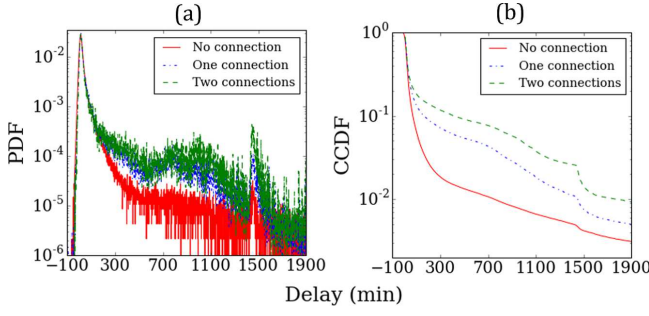 (a)
PDF
10⁻²
10⁻³
10⁻⁴
10⁻⁵
10⁻⁶
No connection
One connection
Two connections
−100 300 700 1100 1500 1900
(b)
CCDF
1
10⁻¹
10⁻²
No connection
One connection
Two connections
−100 300 700 1100 1500 1900
Delay (min)